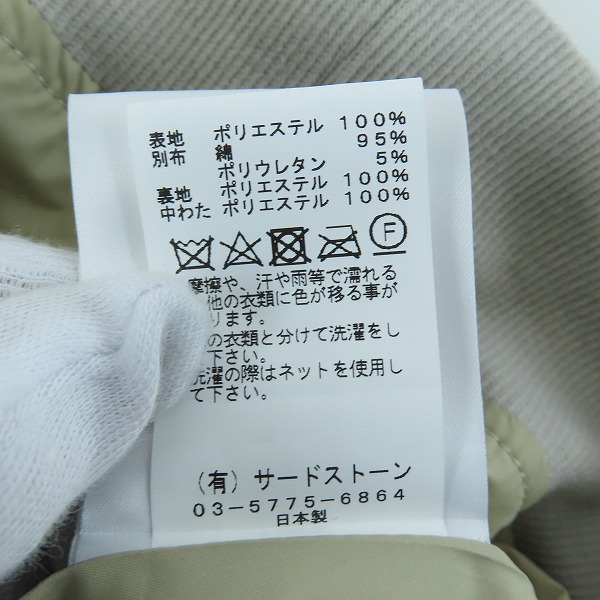 表地 ポリエステル 100%
別布 綿 95%
ポリウレタン 5%
裏地 ポリエステル 100%
中わた ポリエステル 100%
F
摩擦や、汗や雨等で濡れる
他の衣類に色が移る事が
ります。
の衣類と分けて洗濯をし
下さい。
洗濯の際はネットを使用し
て下さい。
(有) サードストーン
03-5775-6864
日本製